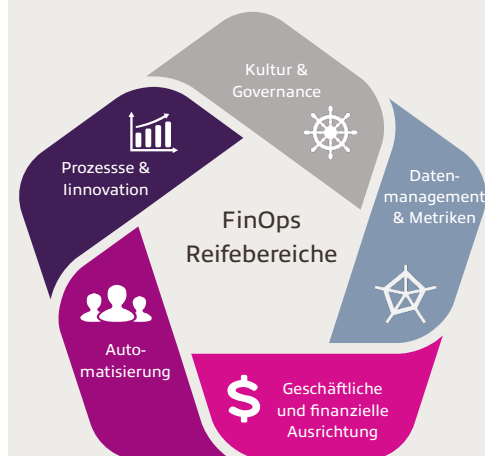 Kultur &
Governance
Daten-
management
& Metriken
Geschäftliche
und finanzielle
Ausrichtung
Auto-
matisierung
Prozessse &
Iinnovation
FinOps
Reifebereiche